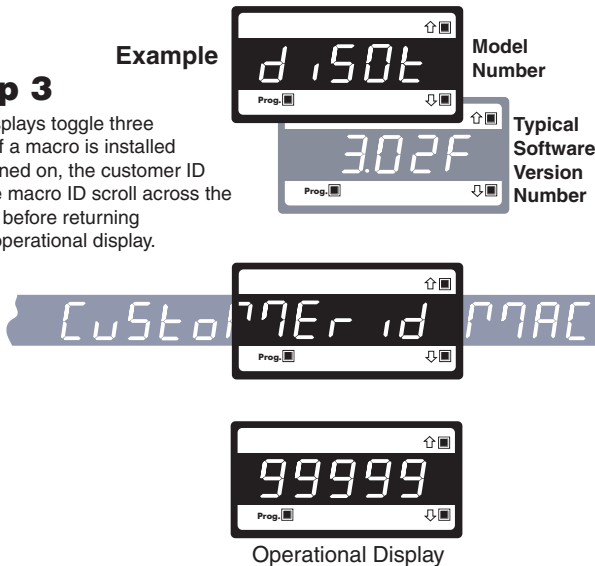 Example
d iS0t
Prog.
Model
Number
3.02F
Prog.
Typical
Software
Version
Number
p 3
splays toggle three
f a macro is installed
ned on, the customer ID
e macro ID scroll across the
before returning
operational display.
CuStoMEr id MAC
Prog.
99999
Prog.
Operational Display